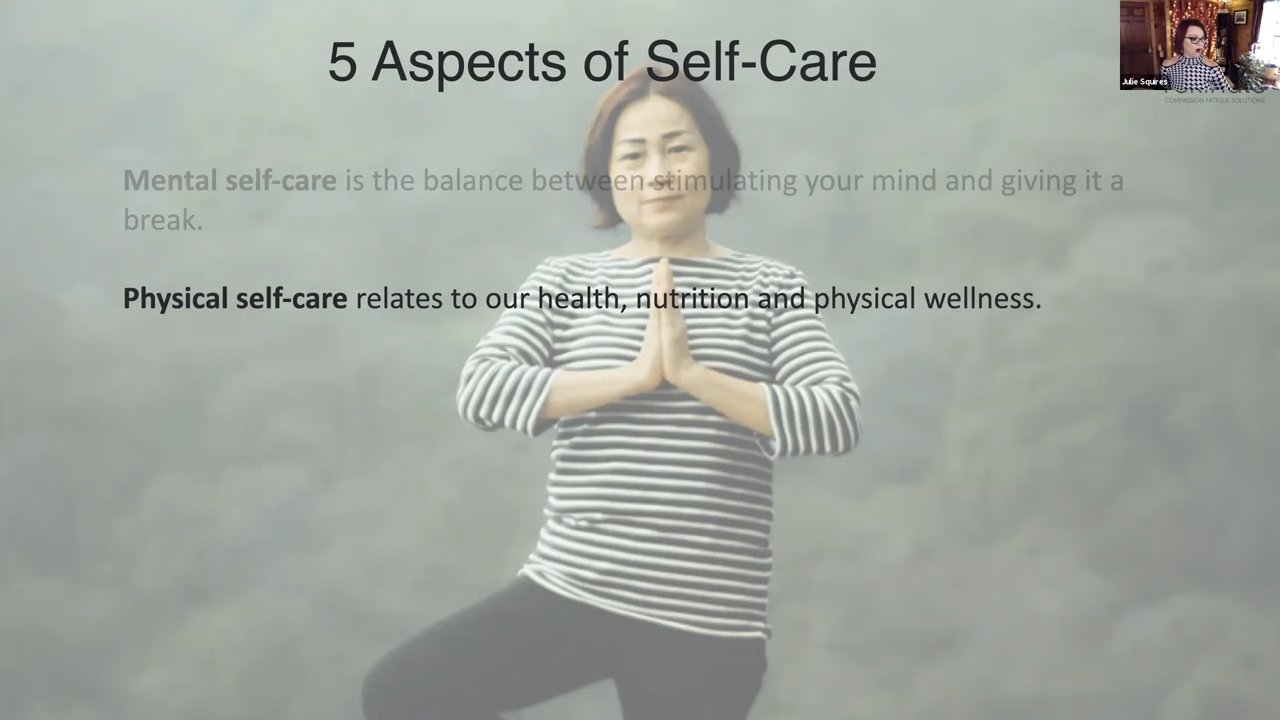 5 Aspects of Self-Care
Julie Squires
COMPASSION FATIGUE SOLUTIONS
Mental self-care is the balance between stimulating your mind and giving it a
break.
Physical self-care relates to our health, nutrition and physical wellness.